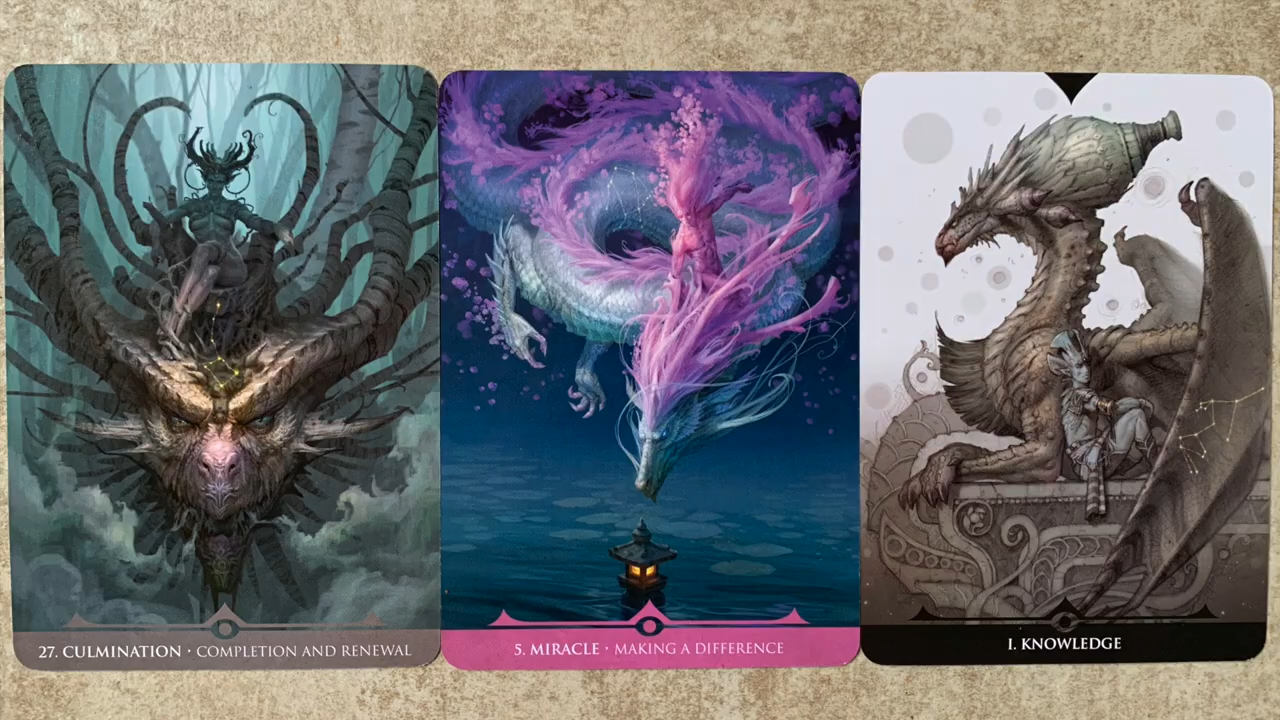 27. CULMINATION • COMPLETION AND RENEWAL
5. MIRACLE • MAKING A DIFFERENCE
I. KNOWLEDGE